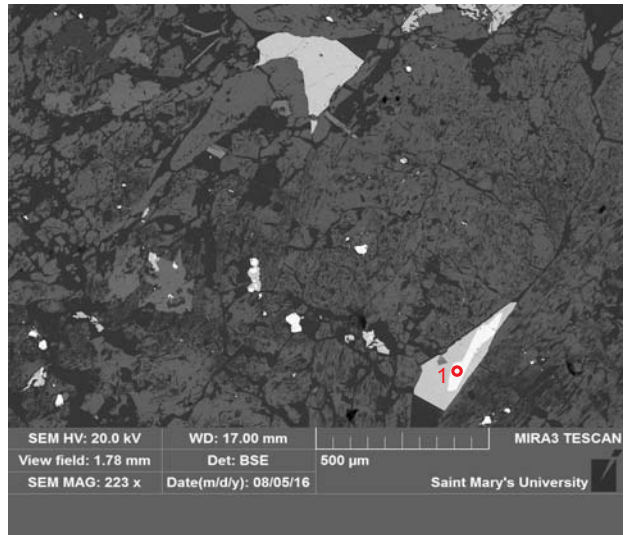 1
SEM HV: 20.0 kV WD: 17.00 mm MIRA3 TESCAN
View field: 1.78 mm Det: BSE 500 µm
SEM MAG: 223 x Date(m/d/y): 08/05/16 Saint Mary's University